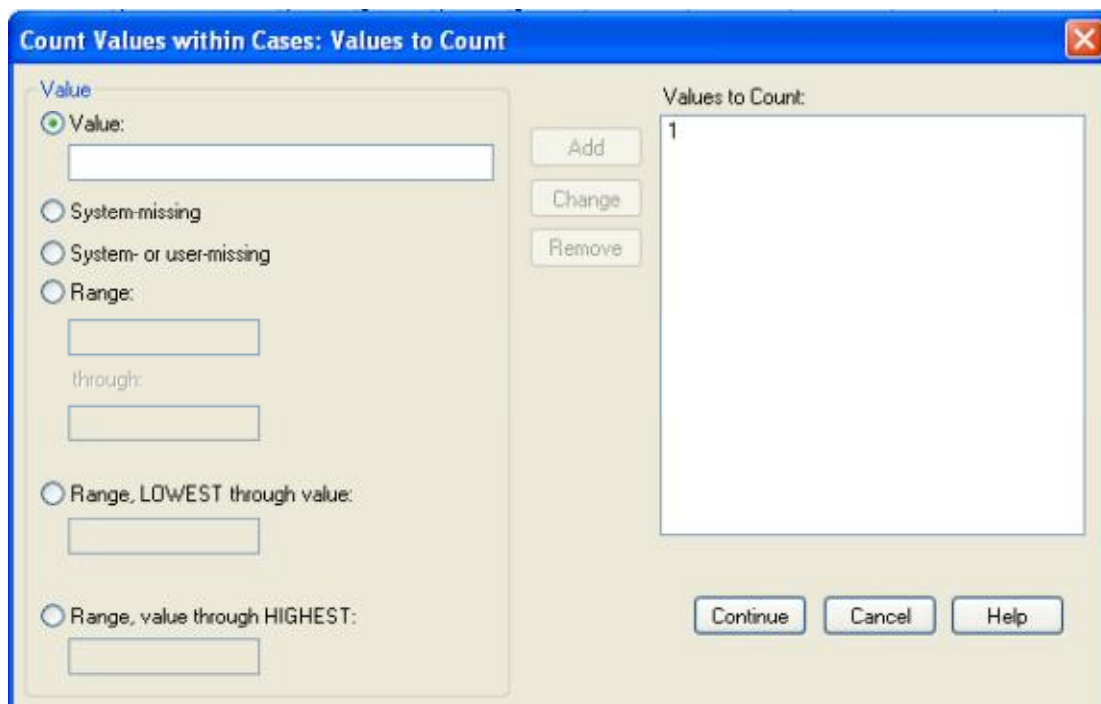 Count Values within Cases: Values to Count
Value
Value:
System-missing
System- or user-missing
Range:
through:
Range, LOWEST through value:
Range, value through HIGHEST:
Add
Change
Remove
Values to Count:
1
Continue
Cancel
Help